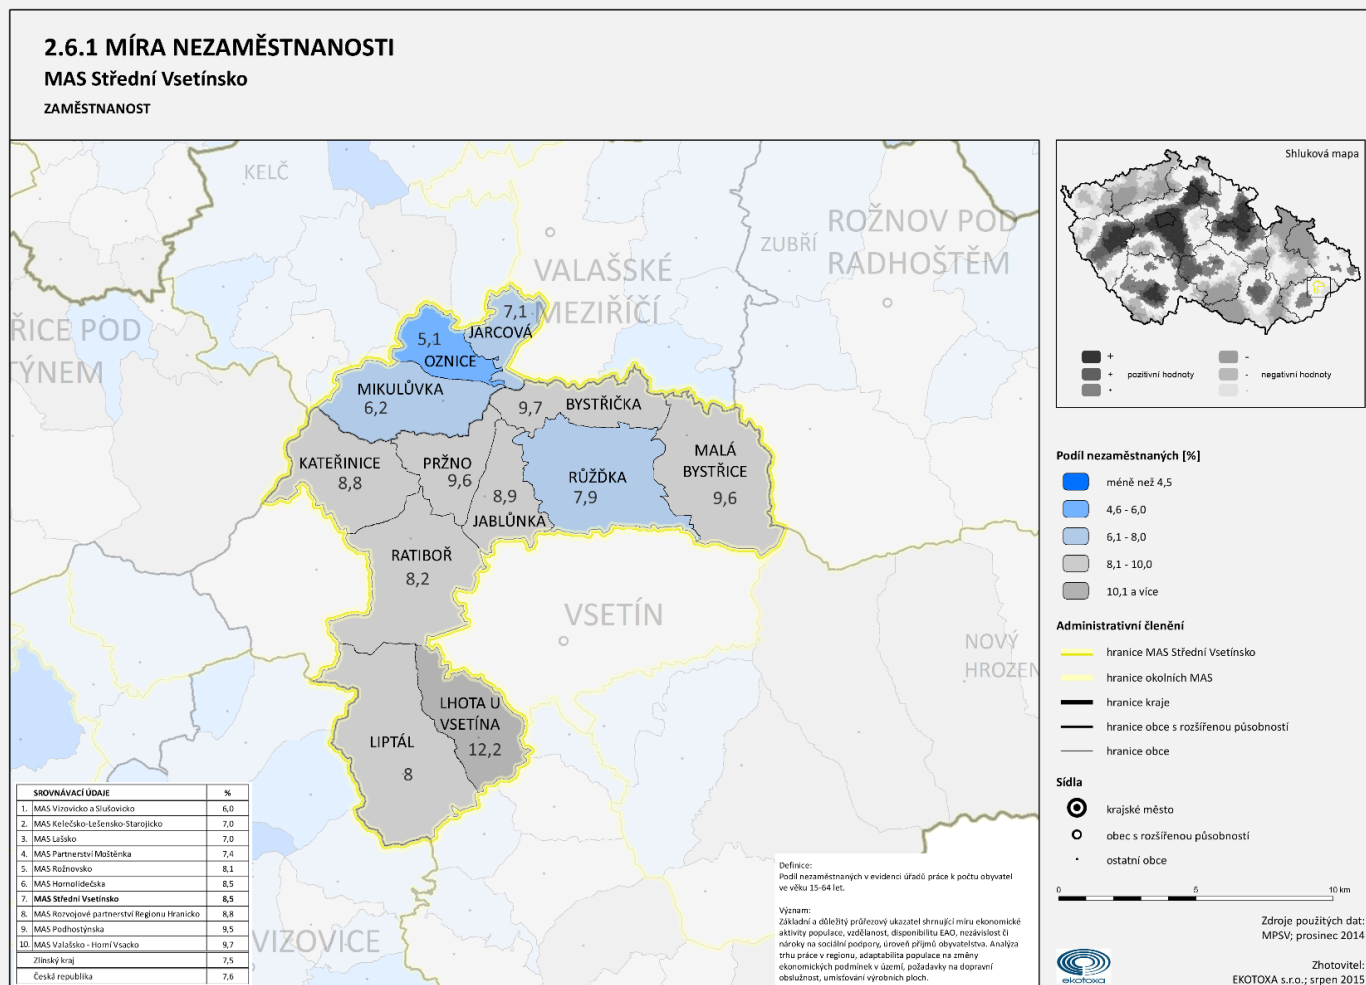 2.6.1 MÍRA NEZAMĚSTNANOSTI
MAS Střední Vsetínsko
ZAMĚSTNANOST
KELČ
ZUBŘÍ
ROŽNOV POD
RADHOŠTĚM
VALAŠSKÉ
MEZIŘÍČÍ
ŘICE POD
TÝNEM
7,1
JARCOVÁ
5,1
OZNICE
MIKULŮVKA
6,2
9,7
BYSTŘIČKA
MALÁ
BYSTŘICE
9,6
KATEŘINICE
8,8
PRŽNO
9,6
RŮŽĎKA
7,9
8,9
JABLŮNKA
RATIBOŘ
8,2
VSETÍN
NOVÝ
HROZEN
LHOTA U
VSETÍNA
12,2
LIPTÁL
8
VIZOVICE
SROVNÁVACÍ ÚDAJE %
1. MAS Vizovicko a Slušovicko 6,0
2. MAS Kelečsko-Lešensko-Starojicko 7,0
3. MAS Lašsko 7,0
4. MAS Partnerství Moštěnka 7,4
5. MAS Rožnovsko 8,1
6. MAS Hornolidečska 8,5
7. MAS Střední Vsetínsko 8,5
8. MAS Rozvojové partnerství Regionu Hranicko 8,8
9. MAS Podhostýnska 9,5
10. MAS Valašsko - Horní Vsacko 9,7
Zlínský kraj 7,5
Česká republika 7,6
Definice:
Podíl nezaměstnaných v evidenci úřadů práce k počtu obyvatel
ve věku 15-64 let.
Význam:
Základní a důležitý průřezový ukazatel shrnující míru ekonomické
aktivity populace, vzdělanost, disponibilitu EAO, nezávislost či
nároky na sociální podpory, úroveň příjmů obyvatelstva. Analýza
trhu práce v regionu, adaptabilita populace na změny
ekonomických podmínek v území, požadavky na dopravní
obslužnost, umísťování výrobních ploch.
Shluková mapa
+ -
+ pozitivní hodnoty - negativní hodnoty
Podíl nezaměstnaných [%]
méně než 4,5
4,6 - 6,0
6,1 - 8,0
8,1 - 10,0
10,1 a více
Administrativní členění
hranice MAS Střední Vsetínsko
hranice okolních MAS
hranice kraje
hranice obce s rozšířenou působností
hranice obce
Sídla
krajské město
obec s rozšířenou působností
ostatní obce
0 5 10 km
Zdroje použitých dat:
MPSV; prosinec 2014
ekotoxa
Zhotovitel:
EKOTOXA s.r.o.; srpen 2015